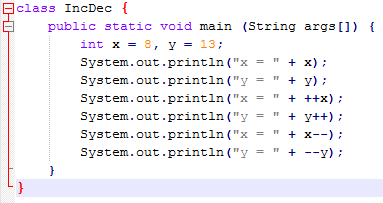 class IncDec {
public static void main (String args[]) {
int x = 8, y = 13;
System.out.println("x = " + x);
System.out.println("y = " + y);
System.out.println("x = " + ++x);
System.out.println("y = " + y++);
System.out.println("x = " + x--);
System.out.println("y = " + --y);
}
}